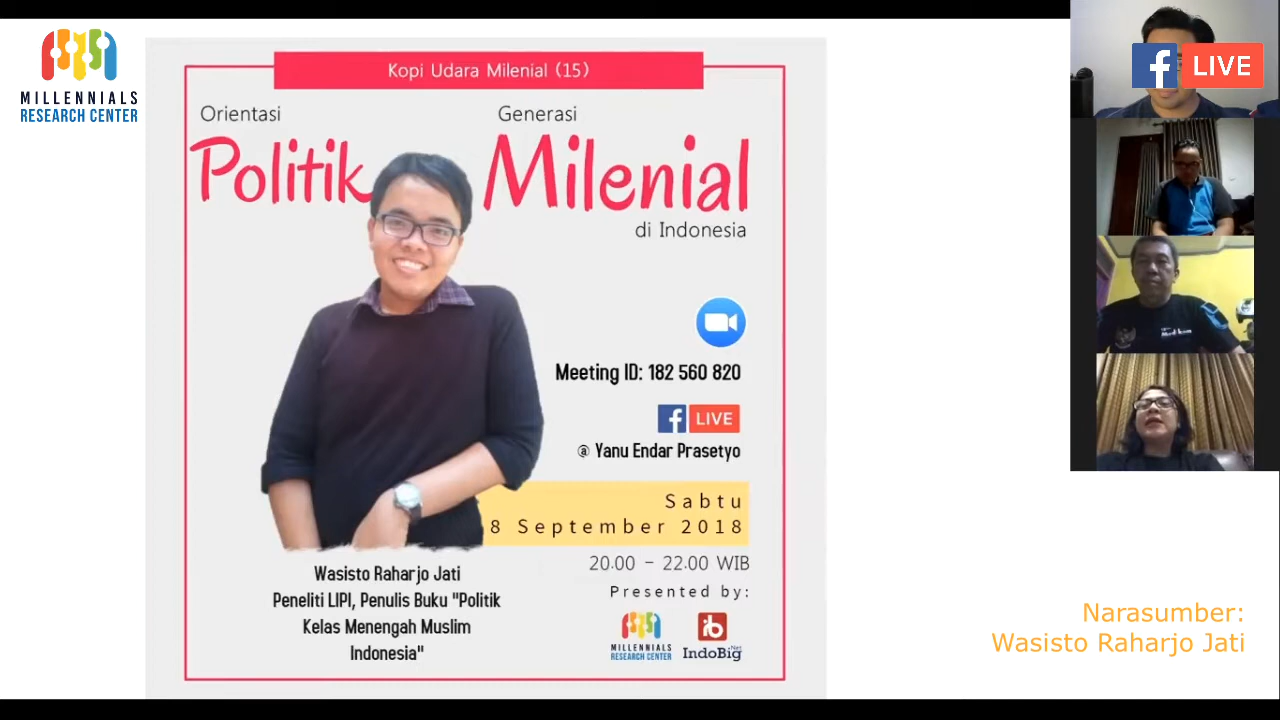 MILLENNIALS
RESEARCH CENTER
Kopi Udara Milenial (15)
Orientasi
Politik
Generasi
Milenial
di Indonesia
Meeting ID: 182 560 820
f LIVE
@ Yanu Endar Prasetyo
Sabtu
8 September 2018
20.00 - 22.00 WIB
Presented by:
MILLENNIALS
RESEARCH CENTER
ib
IndoBig.Net
Wasisto Raharjo Jati
Peneliti LIPI, Penulis Buku "Politik
Kelas Menengah Muslim
Indonesia"
f LIVE
Narasumber:
Wasisto Raharjo Jati